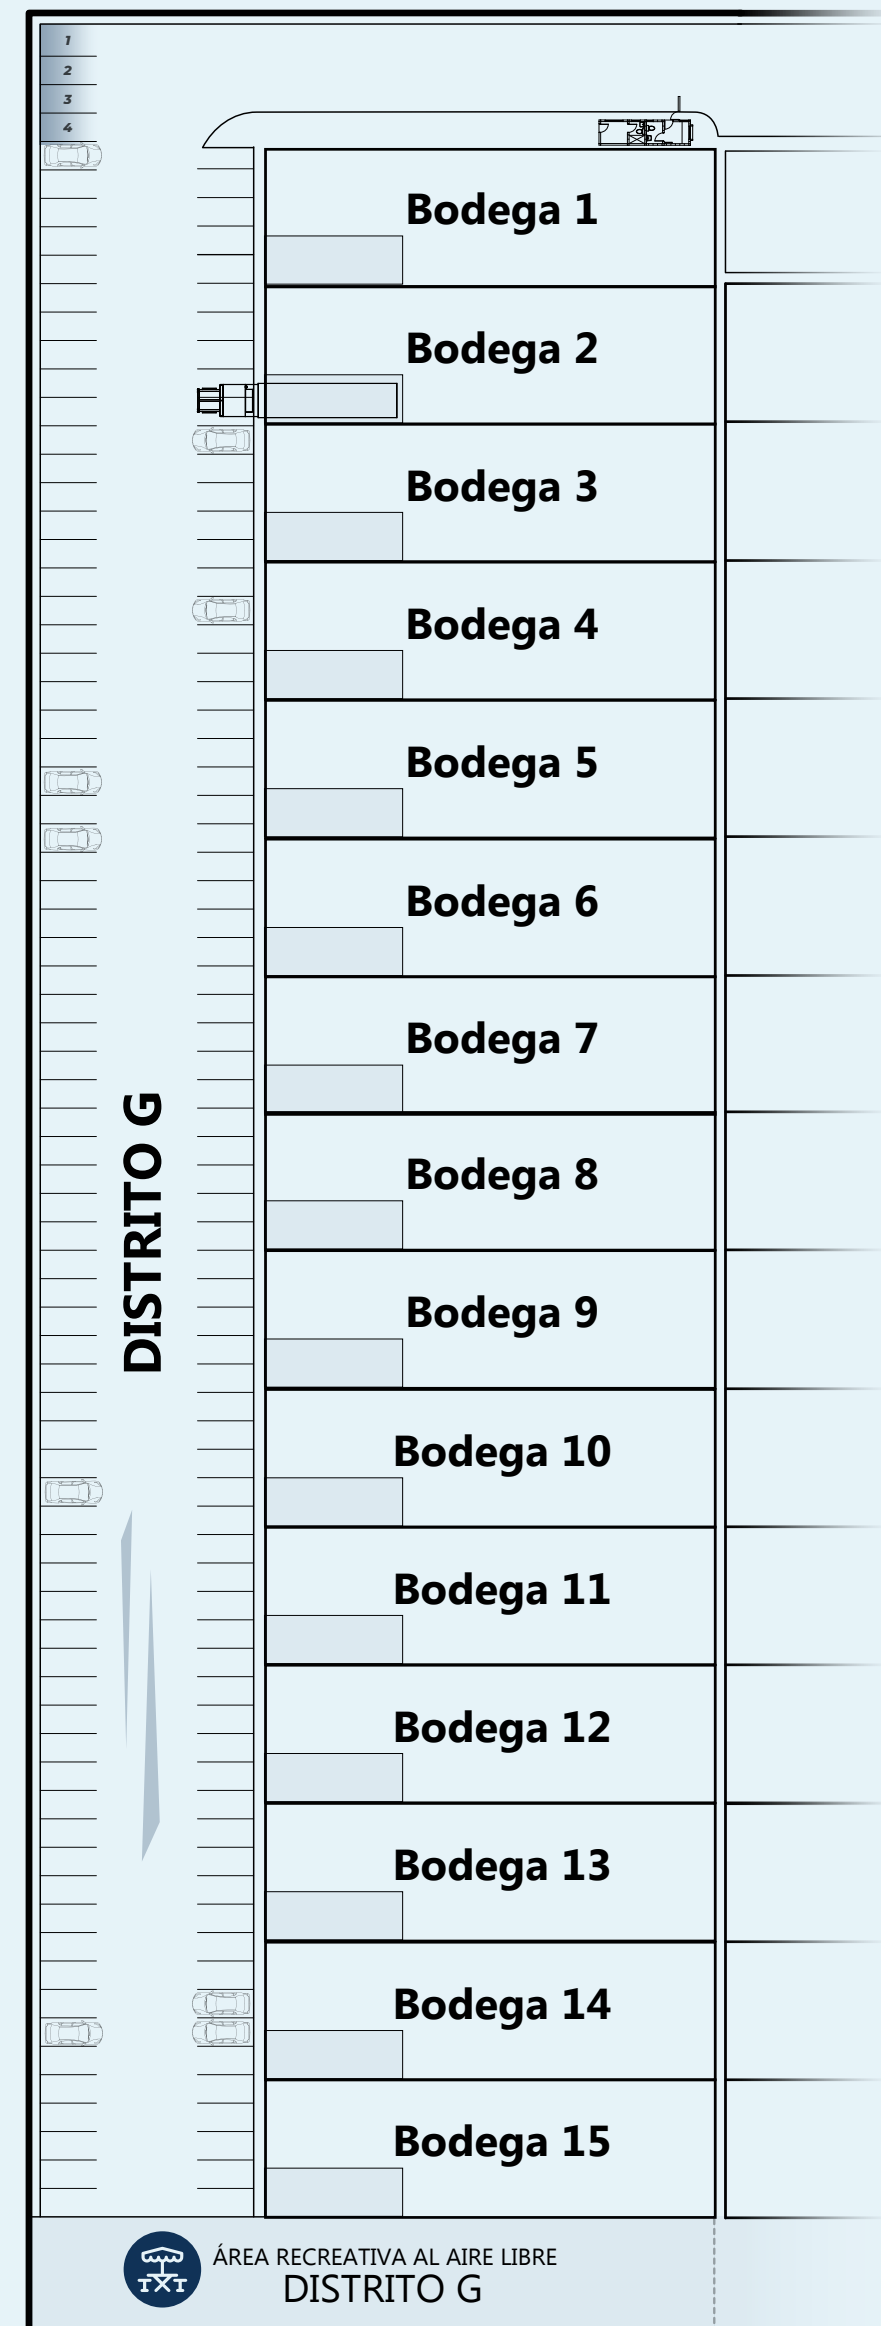 1
2
3
4
Bodega 1
Bodega 2
Bodega 3
Bodega 4
Bodega 5
Bodega 6
Bodega 7
Bodega 8
Bodega 9
Bodega 10
Bodega 11
Bodega 12
Bodega 13
Bodega 14
Bodega 15
DISTRITO G
ÁREA RECREATIVA AL AIRE LIBRE
DISTRITO G